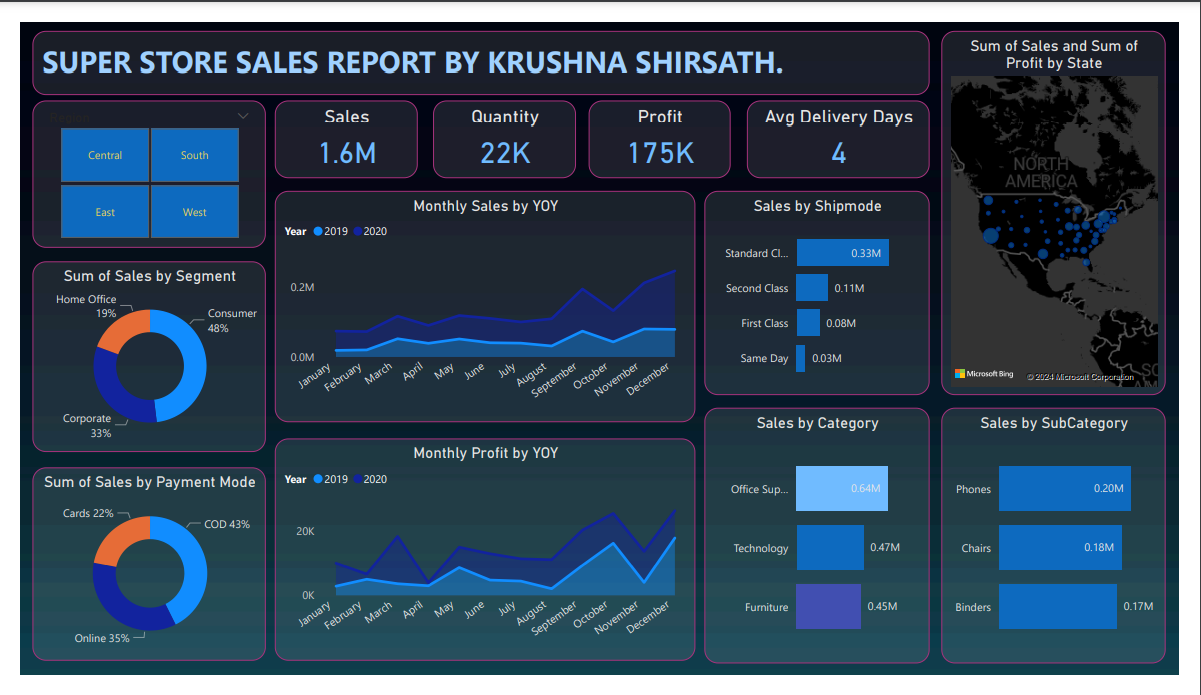 SUPER STORE SALES REPORT BY KRUSHNA SHIRSATH.
Region
Central
South
East
West
Sales
1.6M
Quantity
22K
Profit
175K
Avg Delivery Days
4
Sum of Sales and Sum of
Profit by State
NORTH
AMERICA
Microsoft Bing
© 2024 Microsoft Corporation
Sum of Sales by Segment
Home Office
19%
Consumer
48%
Corporate
33%
Monthly Sales by YOY
Year 2019 2020
0.2M
0.0M
January
February
March
April
May
June
July
August
September
October
November
December
Sales by Shipmode
Standard Cl...
0.33M
Second Class
0.11M
First Class
0.08M
Same Day
0.03M
Sum of Sales by Payment Mode
Cards 22%
COD 43%
Online 35%
Monthly Profit by YOY
Year 2019 2020
20K
0K
January
February
March
April
May
June
July
August
September
October
November
December
Sales by Category
Office Sup...
0.64M
Technology
0.47M
Furniture
0.45M
Sales by SubCategory
Phones
0.20M
Chairs
0.18M
Binders
0.17M